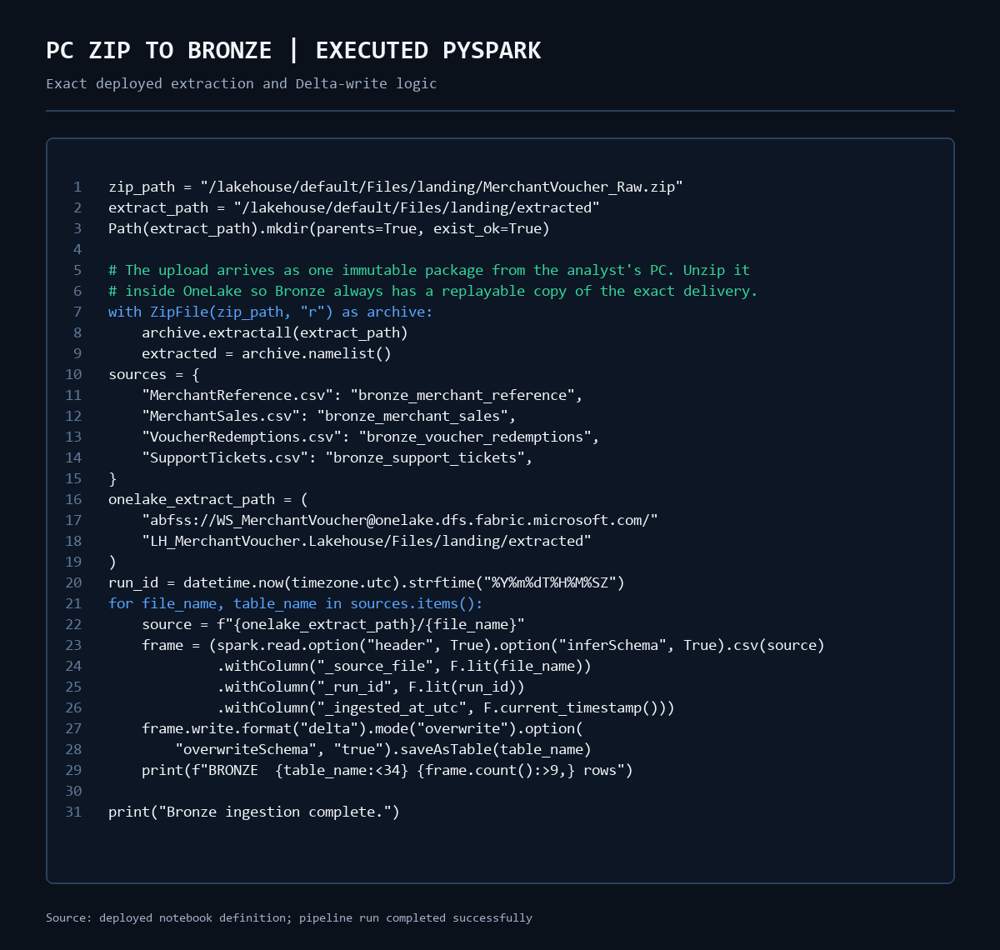 PC ZIP TO BRONZE | EXECUTED PYSPARK
Exact deployed extraction and Delta-write logic
1 zip_path = "/lakehouse/default/Files/landing/MerchantVoucher_Raw.zip"
2 extract_path = "/lakehouse/default/Files/landing/extracted"
3 Path(extract_path).mkdir(parents=True, exist_ok=True)
4
5 # The upload arrives as one immutable package from the analyst's PC. Unzip it
6 # inside OneLake so Bronze always has a replayable copy of the exact delivery.
7 with ZipFile(zip_path, "r") as archive:
8     archive.extractall(extract_path)
9     extracted = archive.namelist()
10 sources = {
11     "MerchantReference.csv": "bronze_merchant_reference",
12     "MerchantSales.csv": "bronze_merchant_sales",
13     "VoucherRedemptions.csv": "bronze_voucher_redemptions",
14     "SupportTickets.csv": "bronze_support_tickets",
15 }
16 onelake_extract_path = (
17     "abfss://WS_MerchantVoucher@onelake.dfs.fabric.microsoft.com/"
18     "LH_MerchantVoucher.Lakehouse/Files/landing/extracted"
19 )
20 run_id = datetime.now(timezone.utc).strftime("%Y%m%dT%H%M%SZ")
21 for file_name, table_name in sources.items():
22     source = f"{onelake_extract_path}/{file_name}"
23     frame = (spark.read.option("header", True).option("inferSchema", True).csv(source)
24              .withColumn("_source_file", F.lit(file_name))
25              .withColumn("_run_id", F.lit(run_id))
26              .withColumn("_ingested_at_utc", F.current_timestamp()))
27     frame.write.format("delta").mode("overwrite").option(
28         "overwriteSchema", "true").saveAsTable(table_name)
29     print(f"BRONZE  {table_name:<34} {frame.count():>9,} rows")
30
31 print("Bronze ingestion complete.")
Source: deployed notebook definition; pipeline run completed successfully